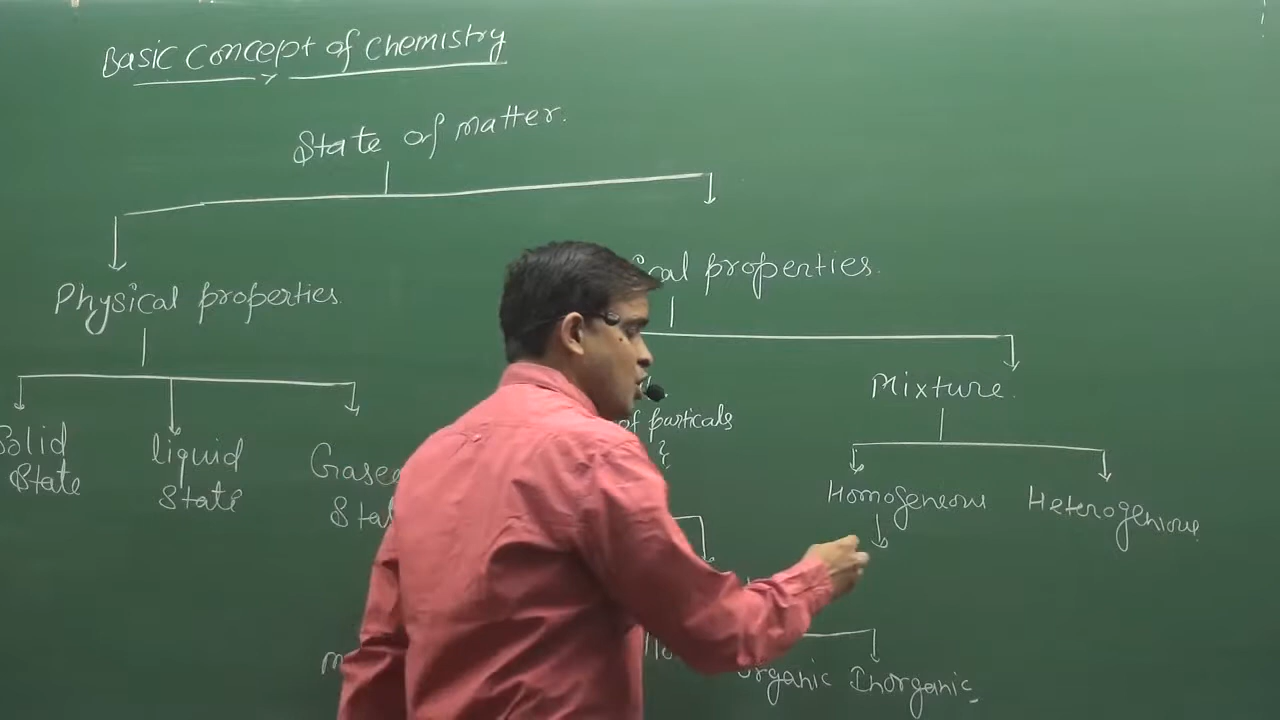 Basic Concept of Chemistry
State of matter.
Physical properties.
properties.
Solid
State
liquid
State
Mixture.
of particals
&
Homogeneous
Heterogenious.
organic Inorganic